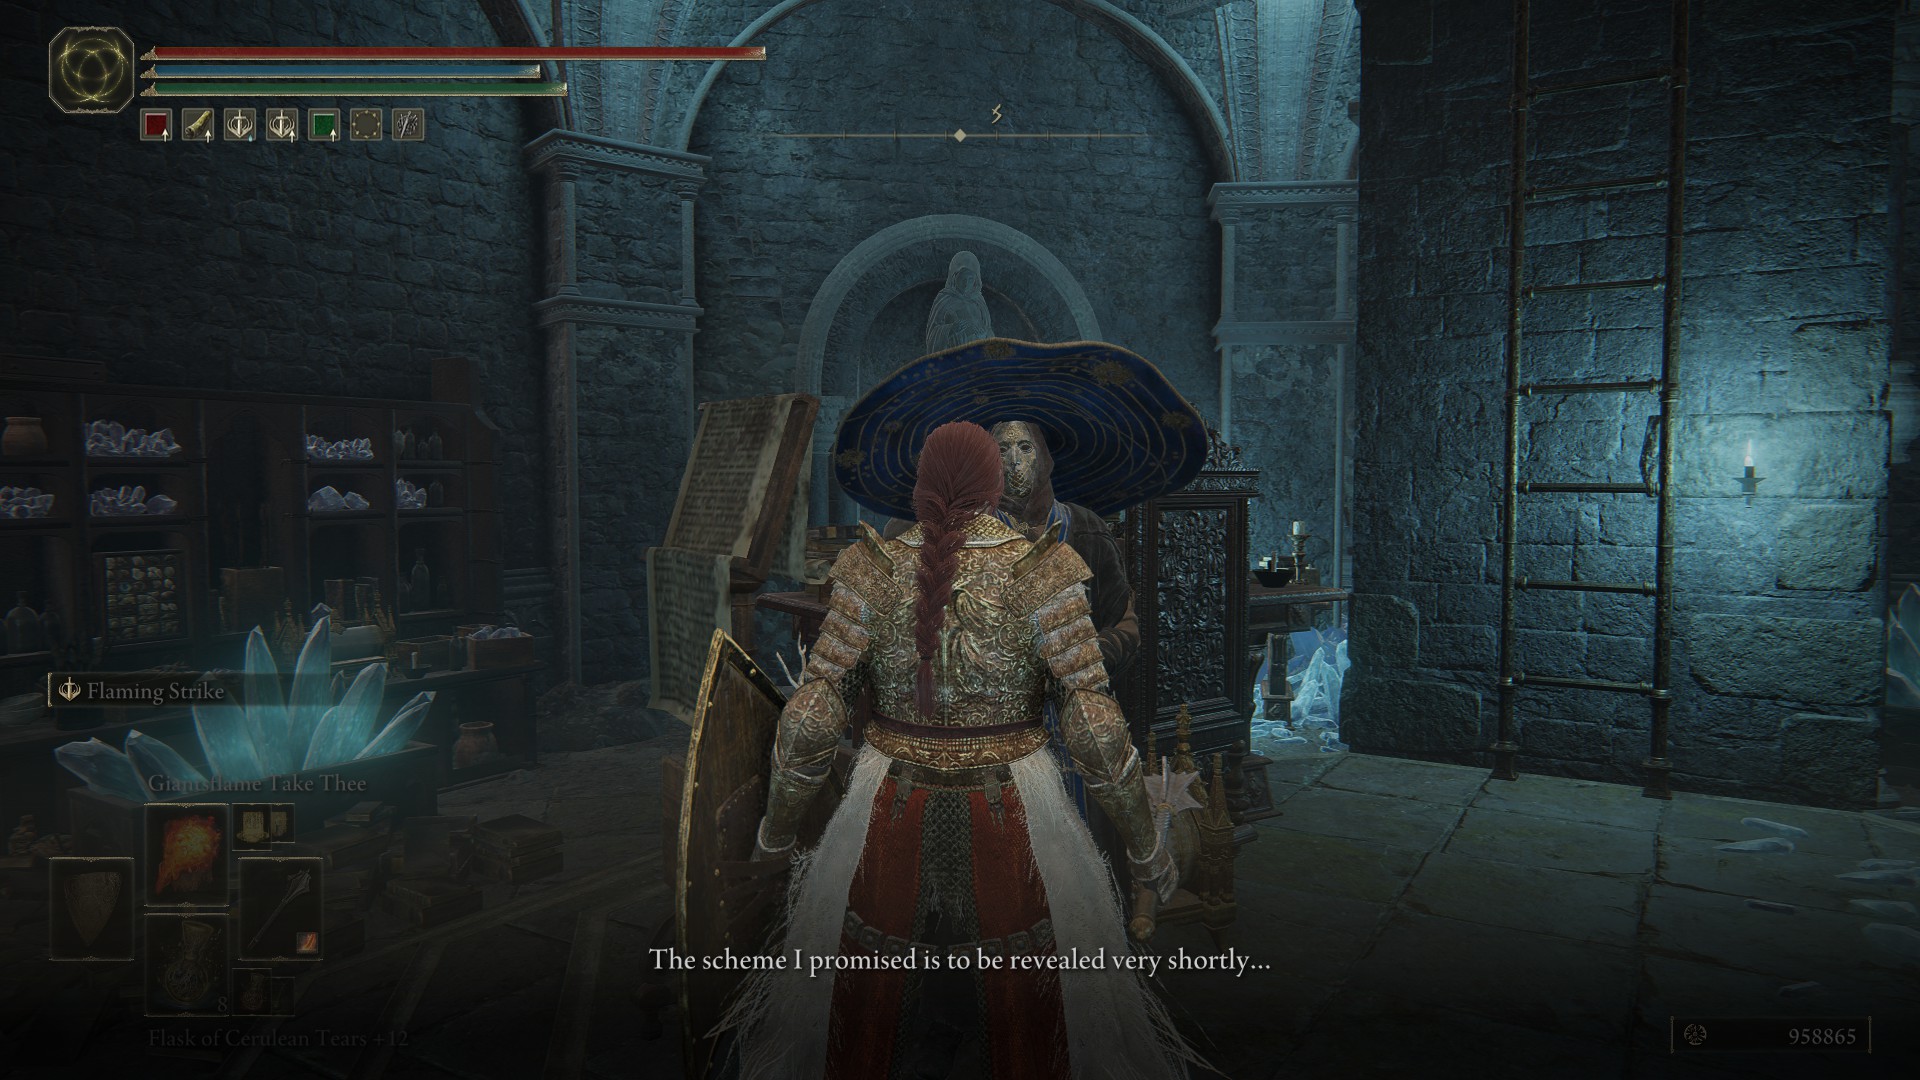 S
Flaming Strike
Giantsflame Take Thee
8
Flask of Cerulean Tears +12
The scheme I promised is to be revealed very shortly...
958865